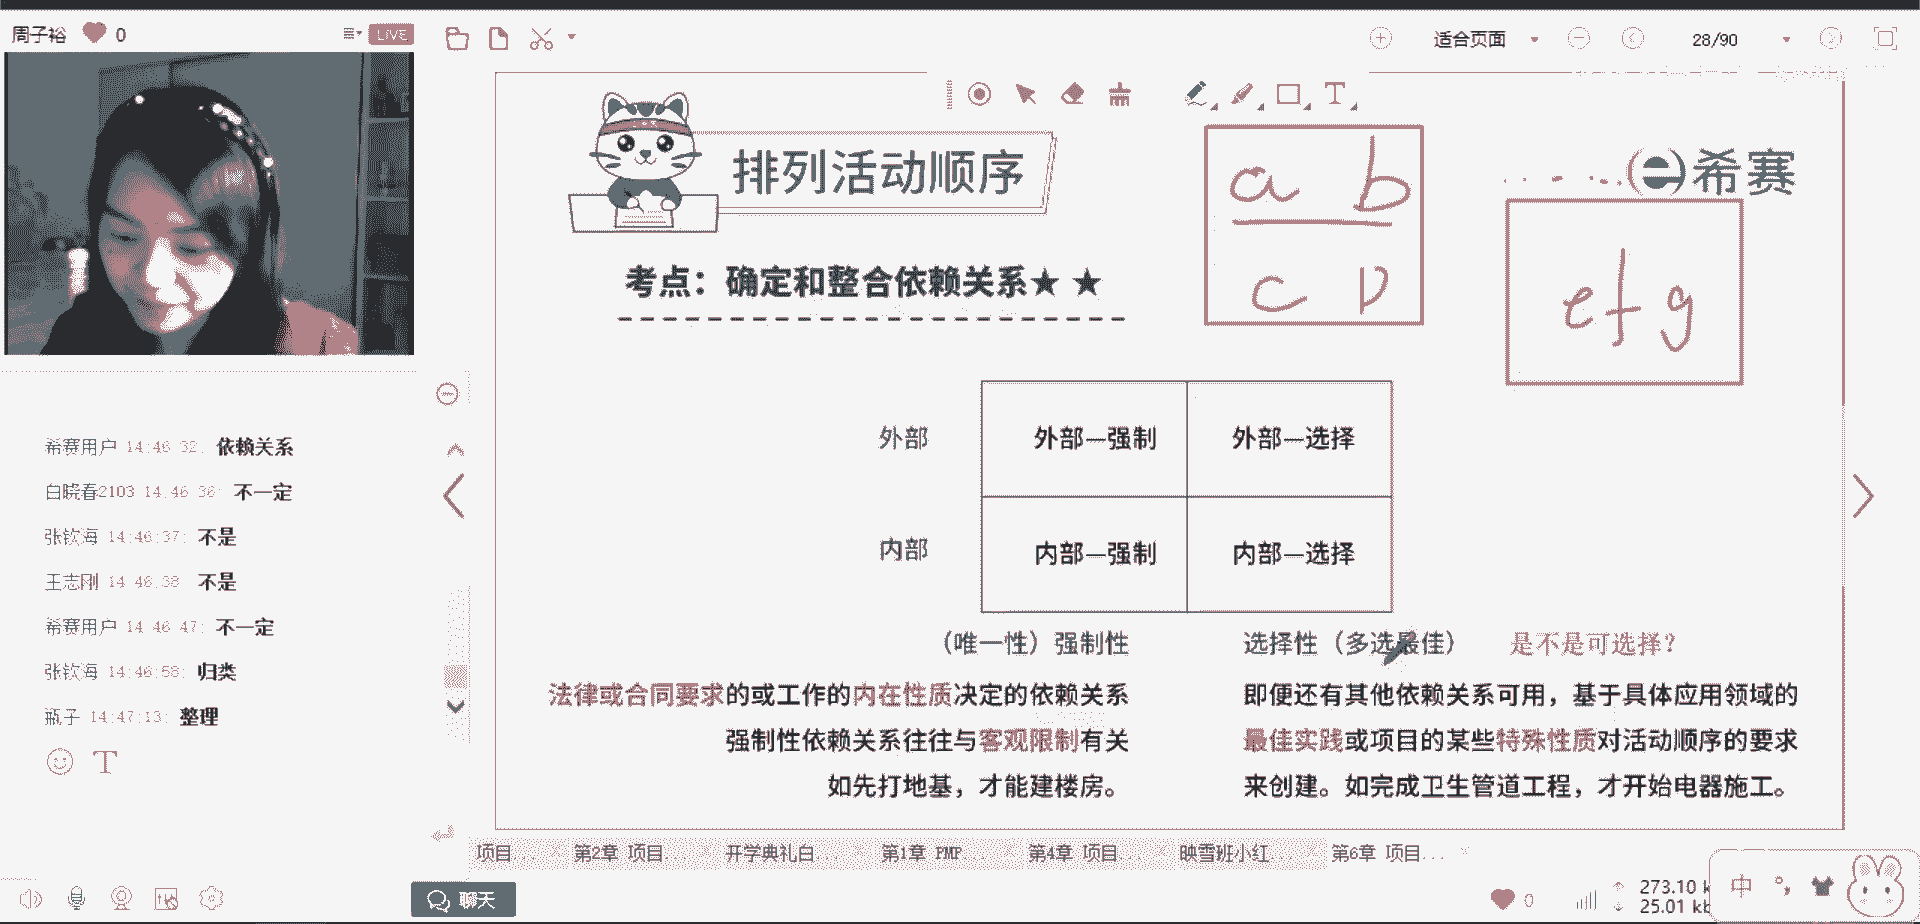 周子裕 0 LIVE
适合页面 28/90
排列活动顺序
a b
c D
希赛
e f g
考点：确定和整合依赖关系★ ★
外部 外部—强制 外部—选择
内部 内部—强制 内部—选择
（唯一性）强制性
选择性（多选最佳） 是不是可选择？
法律或合同要求的或工作的内在性质决定的依赖关系
强制性依赖关系往往与客观限制有关
如先打地基，才能建楼房。
即便还有其他依赖关系可用，基于具体应用领域的
最佳实践或项目的某些特殊性质对活动顺序的要求
来创建。如完成卫生管道工程，才开始电器施工。
希赛用户 14:46:32: 依赖关系
白晓春2103 14:46:36: 不一定
张钦海 14:46:37: 不是
王志刚 14:46:38: 不是
希赛用户 14:46:47: 不一定
张钦海 14:46:58: 归类
瓶子 14:47:13: 整理
T
项目... 第2章 项目... 开学典礼白... 第1章 PMP... 第4章 项目... 映雪班小红... 第6章 项目...
聊天
0
273.10 k
25.01 kb
中